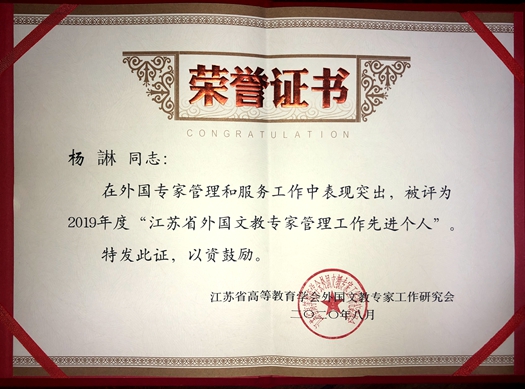 荣誉证书
CONGRATULATION
杨 諃 同志：
在外国专家管理和服务工作中表现突出，被评为
2019年度“江苏省外国文教专家管理工作先进个人”。
特发此证，以资鼓励。
江苏省高等教育学会外国文教专家工作研究会
二〇二〇年八月